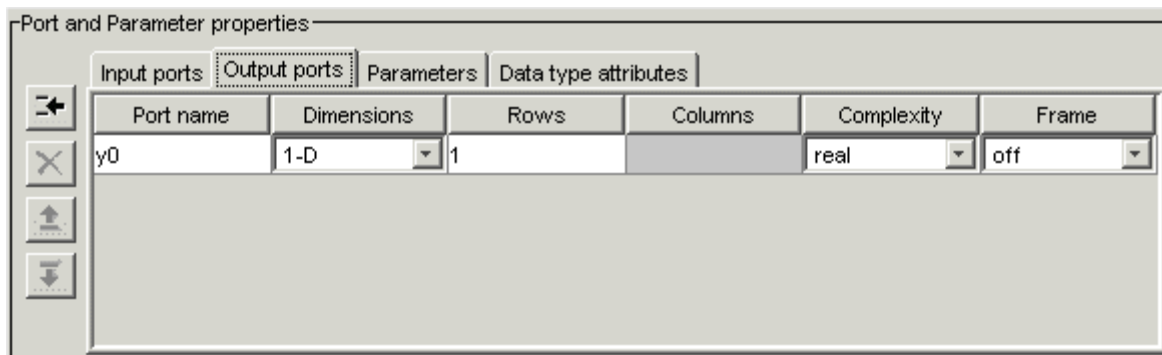 Port and Parameter properties
Input ports Output ports Parameters Data type attributes
Port name Dimensions Rows Columns Complexity Frame
y0 1-D 1 real off